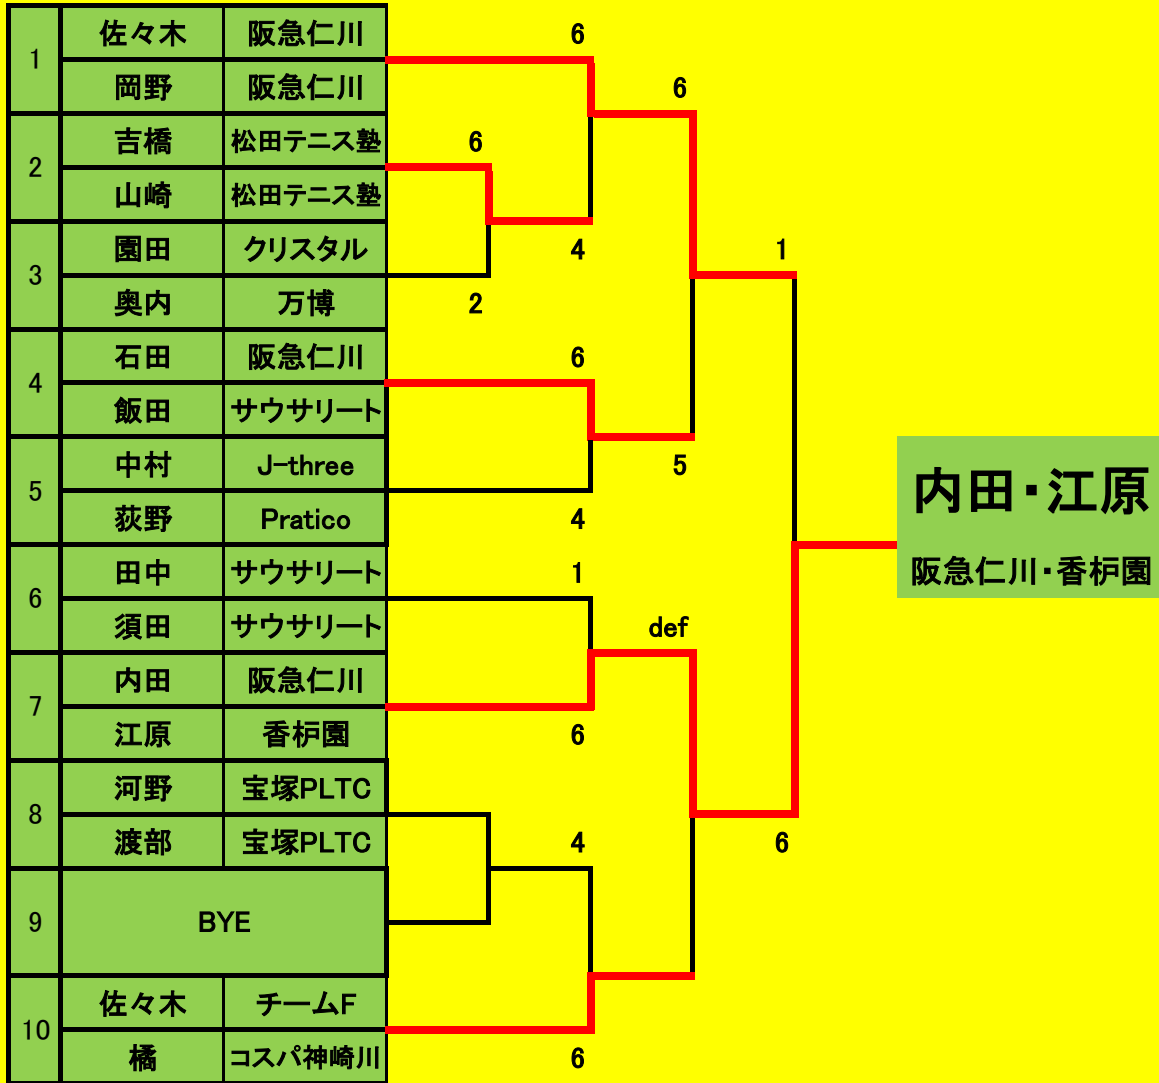 1
佐々木 阪急仁川
岡野 阪急仁川
2
吉橋 松田テニス塾
山崎 松田テニス塾
3
園田 クリスタル
奥内 万博
4
石田 阪急仁川
飯田 サウサリート
5
中村 J-three
荻野 Pratico
6
田中 サウサリート
須田 サウサリート
7
内田 阪急仁川
江原 香枦園
8
河野 宝塚PLTC
渡部 宝塚PLTC
9
BYE
10
佐々木 チームF
橘 コスパ神崎川
6
2
6
4
6
4
1
6
4
6
6
5
def
1
6
内田・江原
阪急仁川・香枦園